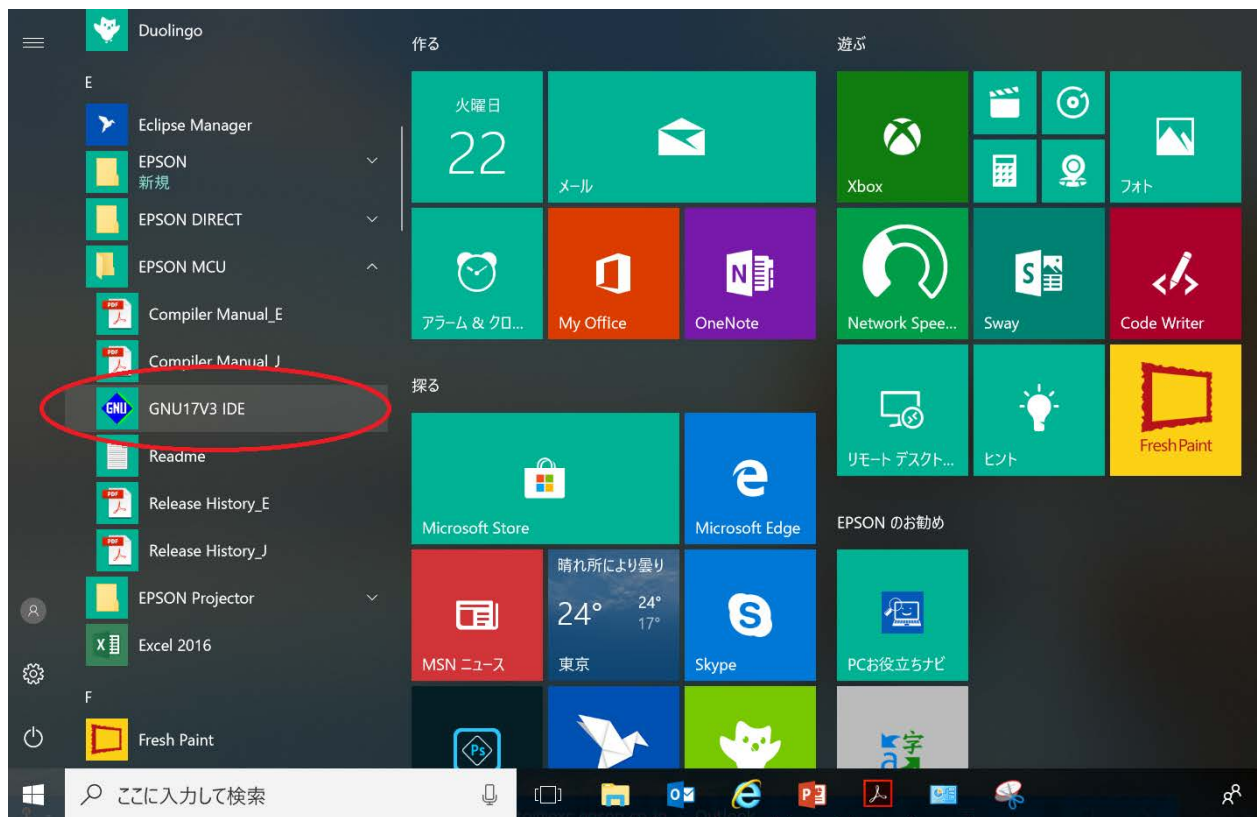 Duolingo
E
Eclipse Manager
EPSON
新規
EPSON DIRECT
EPSON MCU
Compiler Manual_E
Compiler Manual_J
GNU
GNU17V3 IDE
Readme
Release History_E
Release History_J
EPSON Projector
Excel 2016
F
Fresh Paint
作る
火曜日
22
メール
アラーム & クロ...
My Office
OneNote
探る
Microsoft Store
Microsoft Edge
MSN ニュース
晴れ所により曇り
24° 24°
17°
東京
Skype
Ps
遊ぶ
Xbox
フォト
Network Spee...
Sway
Code Writer
リモート デスクト...
ヒント
Fresh Paint
EPSON のお勧め
PCお役立ちナビ
字
a
ここに入力して検索